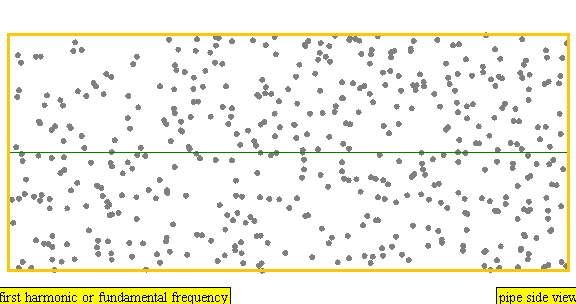 first harmonic or fundamental frequency
pipe side view